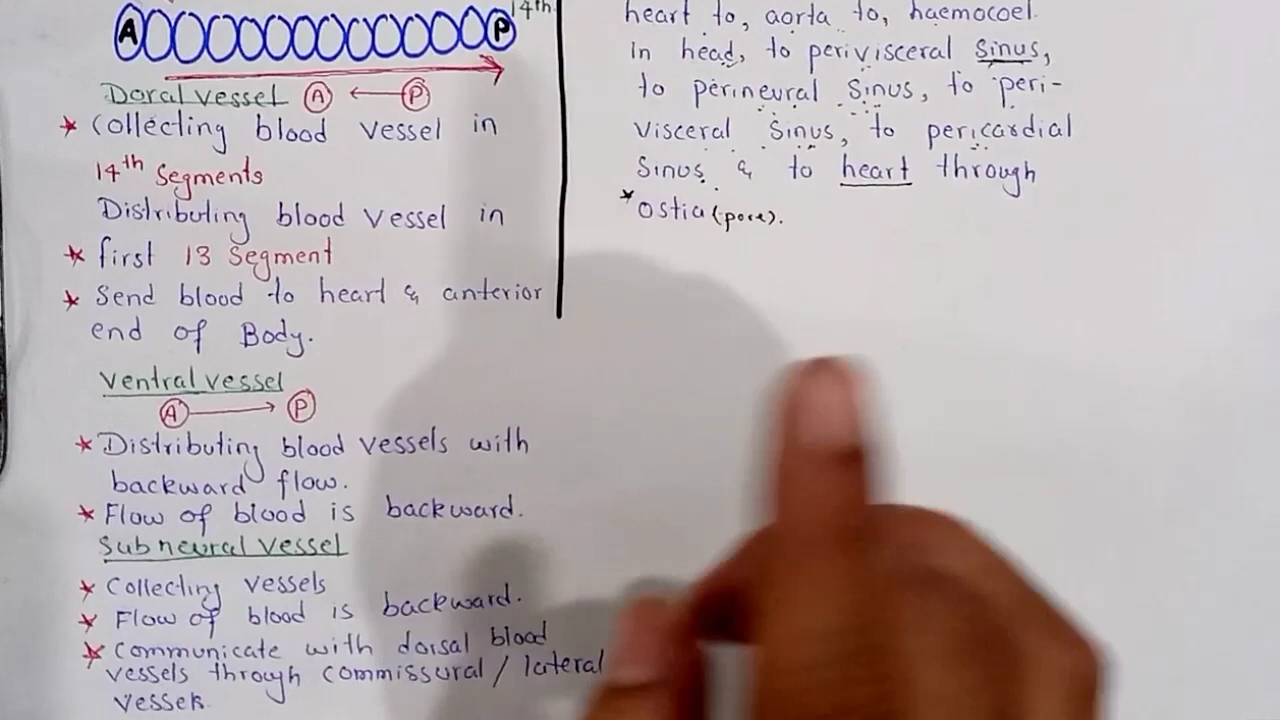 A P 14th
Doral vessel A ← P
* Collecting blood vessel in
14th Segments
Distributing blood vessel in
* first 13 Segment
* Send blood to heart & anterior
end of Body.
Ventral vessel
A → P
* Distributing blood vessels with
backward flow.
* Flow of blood is backward.
Subneural vessel
* Collecting vessels
* Flow of blood is backward.
* Communicate with dorsal blood
vessels through commissural / lateral
vessels.
heart to, aorta to, haemocoel
in head, to perivisceral sinus,
to perineural sinus, to peri-
visceral sinus, to pericardial
sinus & to heart through
* ostia (pore).